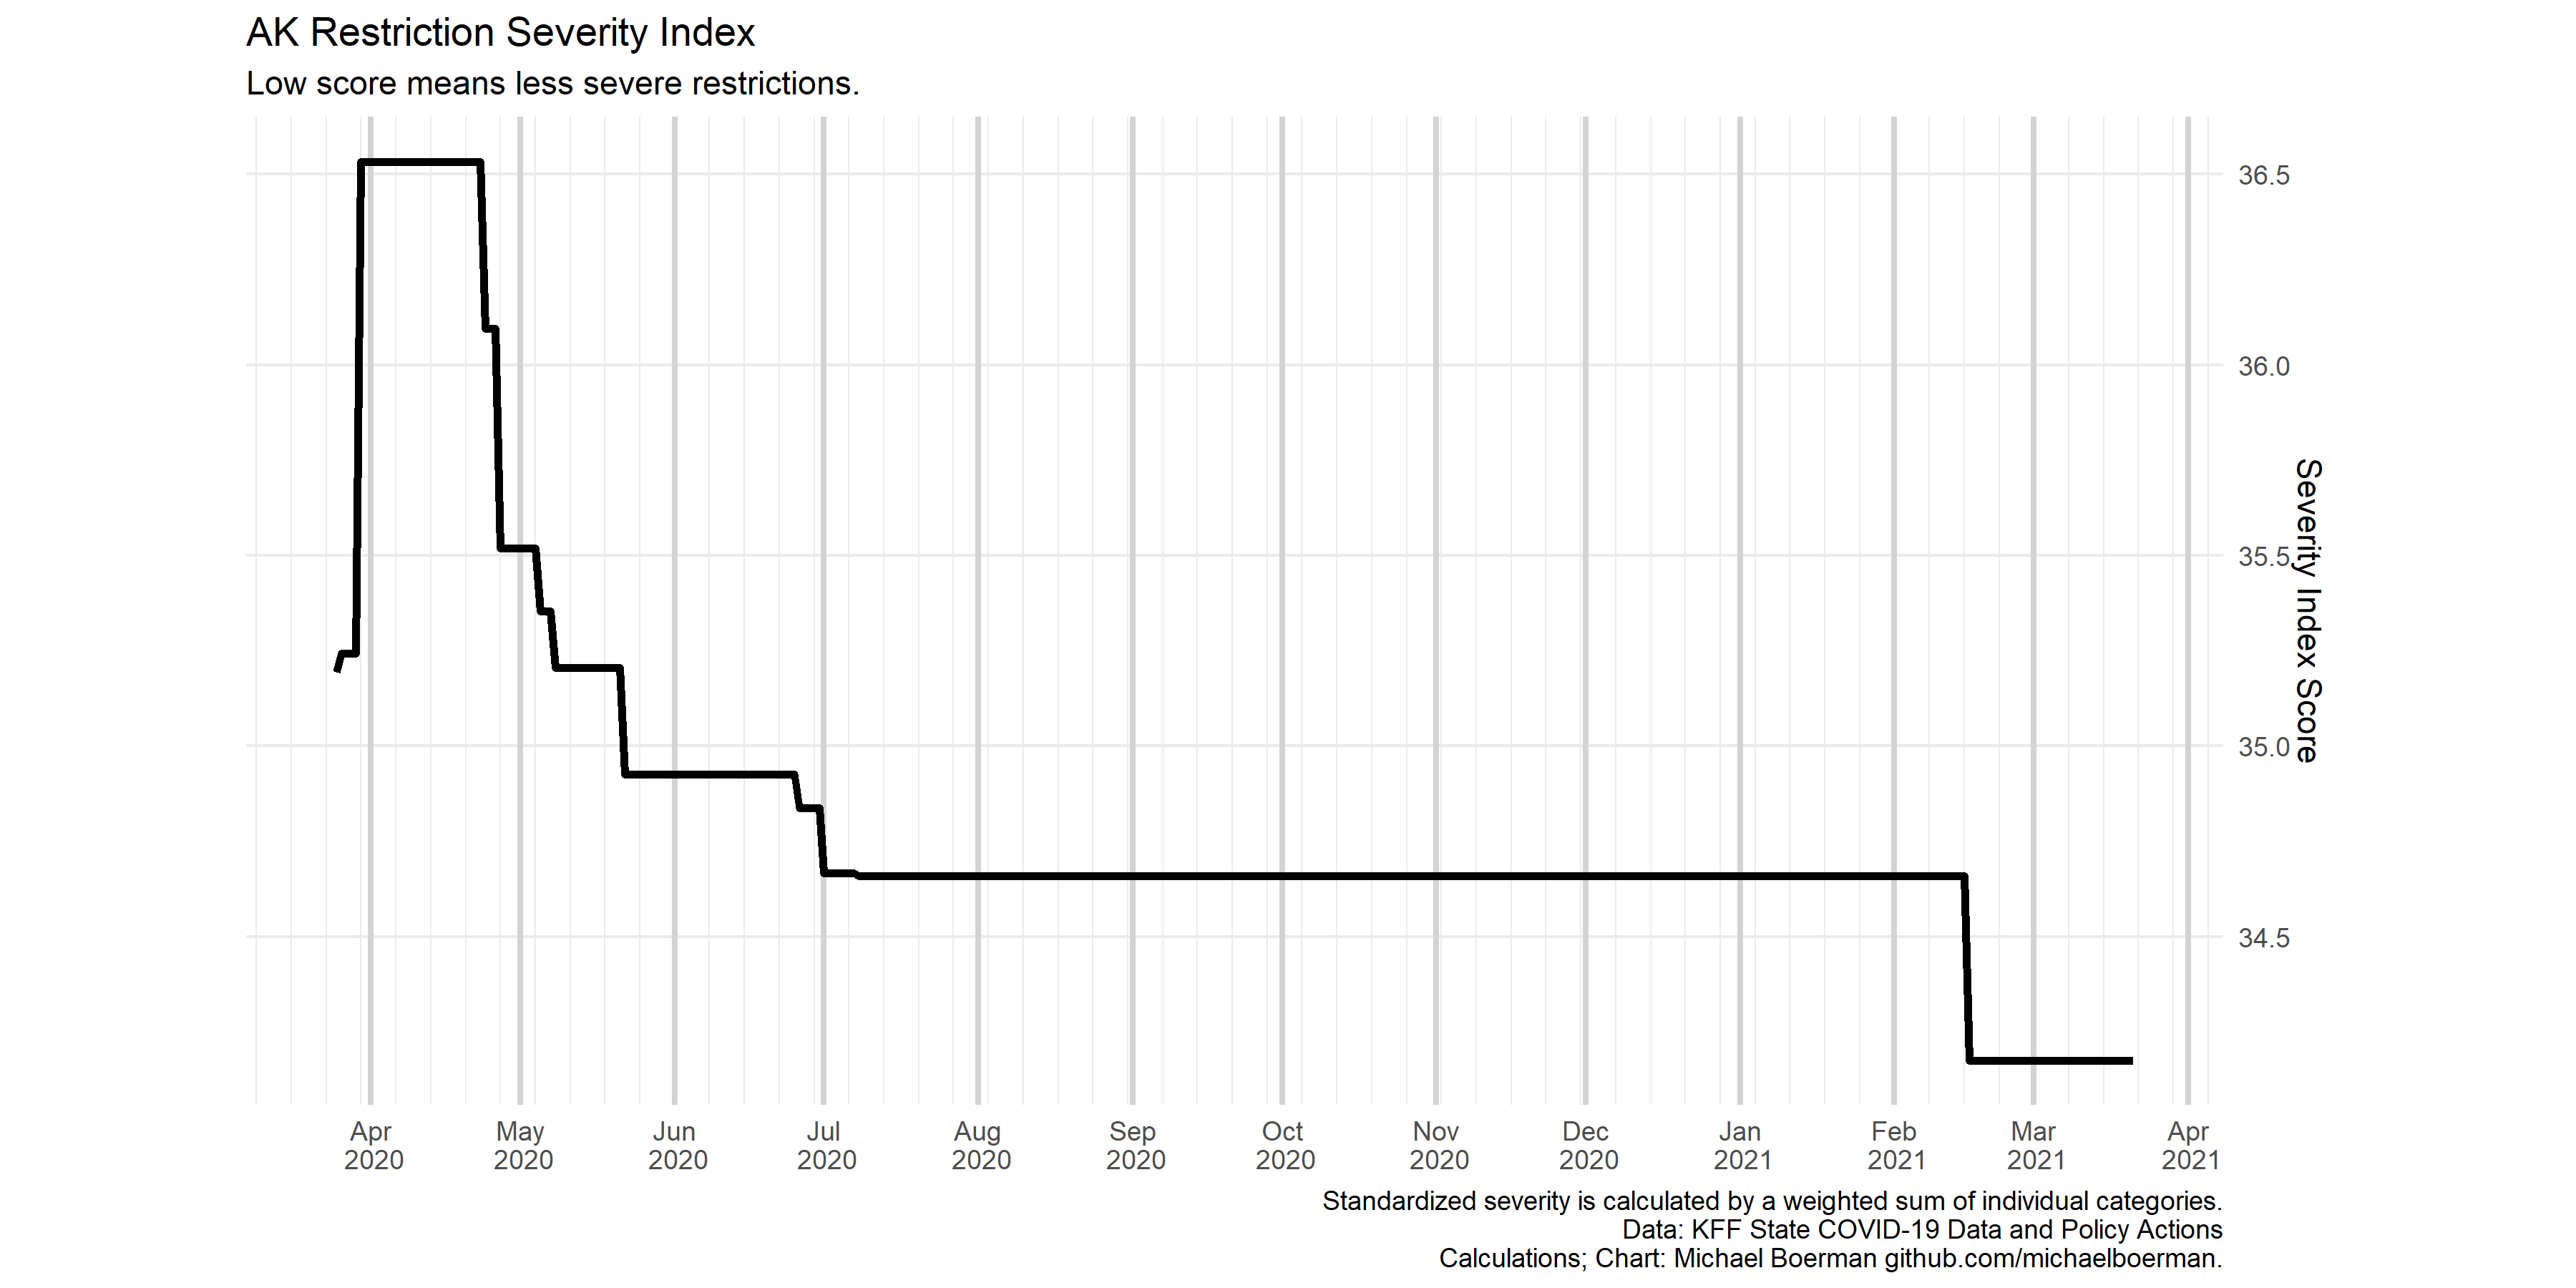 AK Restriction Severity Index
Low score means less severe restrictions.
36.5
36.0
35.5
35.0
34.5
Severity Index Score
Apr 2020
May 2020
Jun 2020
Jul 2020
Aug 2020
Sep 2020
Oct 2020
Nov 2020
Dec 2020
Jan 2021
Feb 2021
Mar 2021
Apr 2021
Standardized severity is calculated by a weighted sum of individual categories.
Data: KFF State COVID-19 Data and Policy Actions
Calculations; Chart: Michael Boerman github.com/michaelboerman.